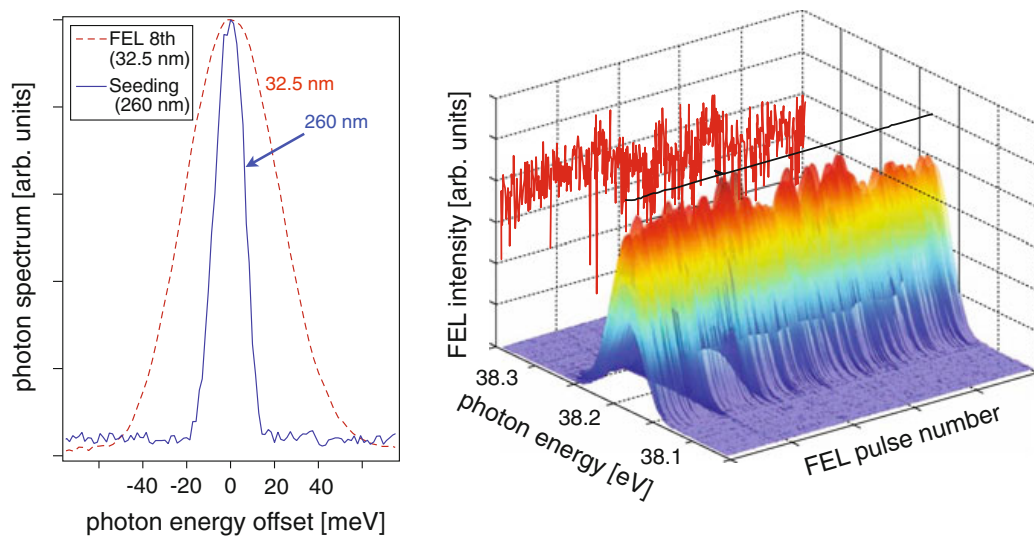 FEL 8th
(32.5 nm)
Seeding
(260 nm)
32.5 nm
260 nm
photon spectrum [arb. units]
-40 -20 0 20 40
photon energy offset [meV]
FEL intensity [arb. units]
38.3
38.2
38.1
photon energy [eV]
FEL pulse number